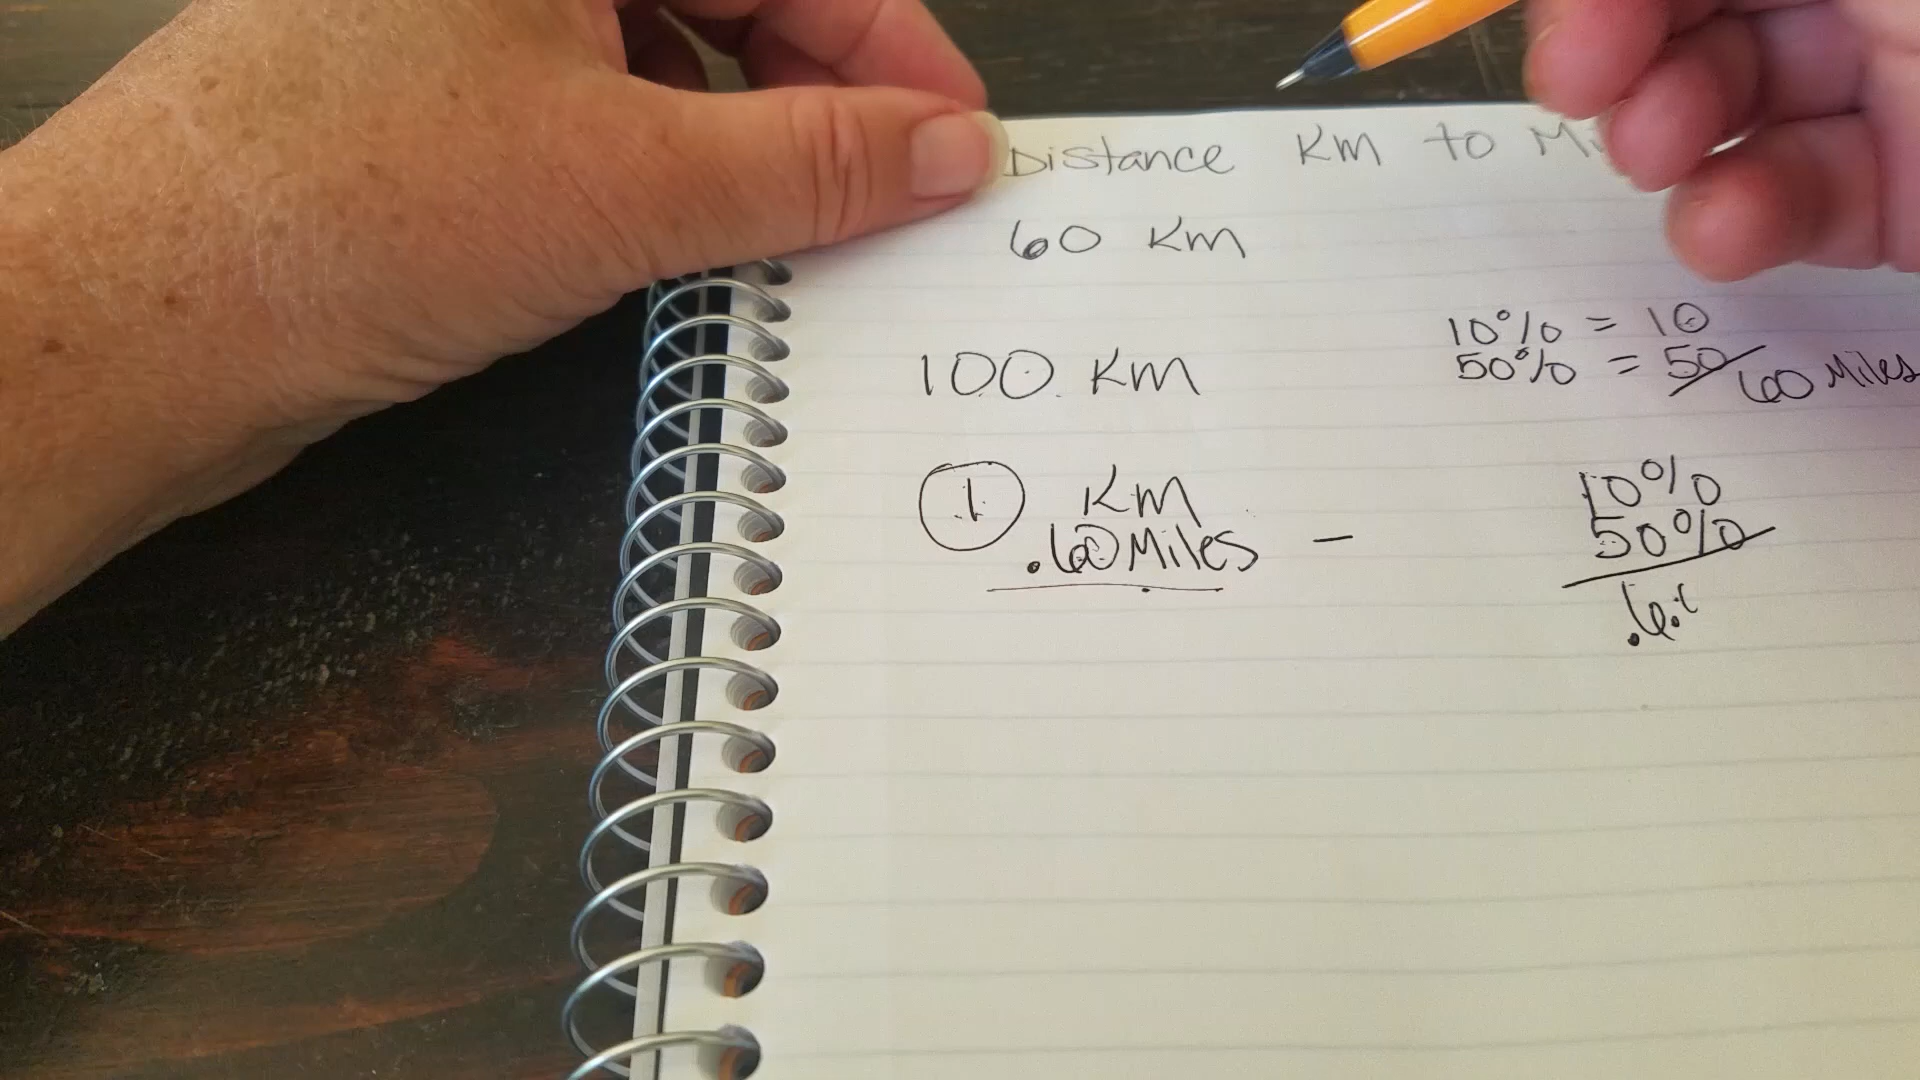 Distance Km to Mi
60 Km
100 Km
10% = 10
50% = 50 60 Miles
1 Km
.60 Miles -
10%
50%